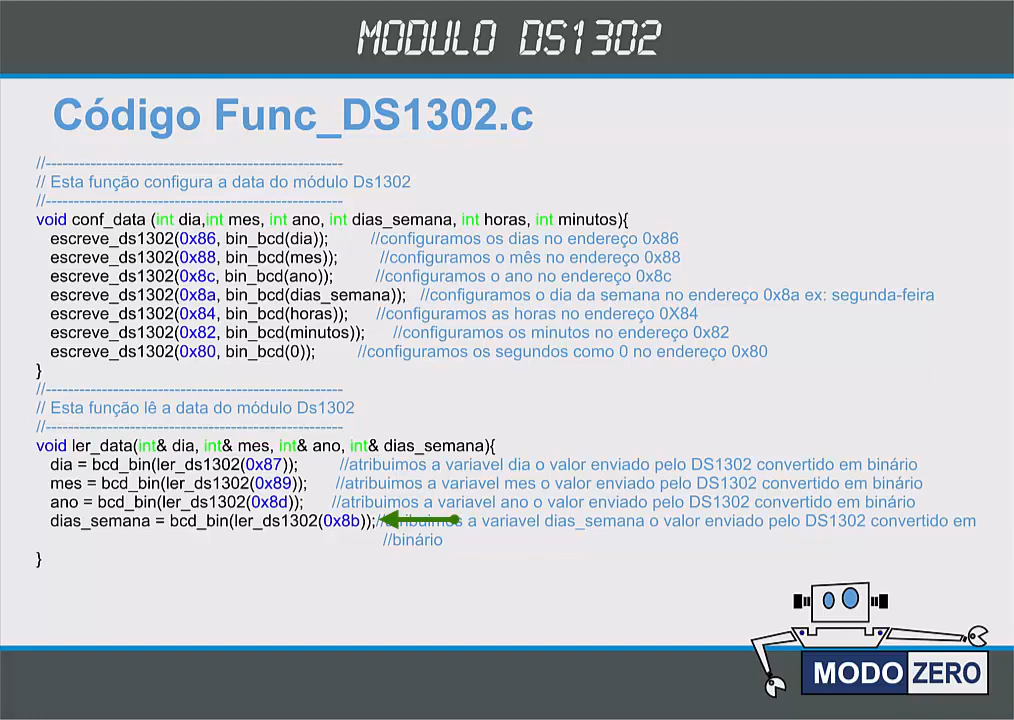 MODULO DS1302
Código Func_DS1302.c
//------------------------------------------------------
// Esta função configura a data do módulo Ds1302
//------------------------------------------------------
void conf_data (int dia,int mes, int ano, int dias_semana, int horas, int minutos){
escreve_ds1302(0x86, bin_bcd(dia)); //configuramos os dias no endereço 0x86
escreve_ds1302(0x88, bin_bcd(mes)); //configuramos o mês no endereço 0x88
escreve_ds1302(0x8c, bin_bcd(ano)); //configuramos o ano no endereço 0x8c
escreve_ds1302(0x8a, bin_bcd(dias_semana)); //configuramos o dia da semana no endereço 0x8a ex: segunda-feira
escreve_ds1302(0x84, bin_bcd(horas)); //configuramos as horas no endereço 0X84
escreve_ds1302(0x82, bin_bcd(minutos)); //configuramos os minutos no endereço 0x82
escreve_ds1302(0x80, bin_bcd(0)); //configuramos os segundos como 0 no endereço 0x80
}
//------------------------------------------------------
// Esta função lê a data do módulo Ds1302
//------------------------------------------------------
void ler_data(int& dia, int& mes, int& ano, int& dias_semana){
dia = bcd_bin(ler_ds1302(0x87)); //atribuimos a variavel dia o valor enviado pelo DS1302 convertido em binário
mes = bcd_bin(ler_ds1302(0x89)); //atribuimos a variavel mes o valor enviado pelo DS1302 convertido em binário
ano = bcd_bin(ler_ds1302(0x8d)); //atribuimos a variavel ano o valor enviado pelo DS1302 convertido em binário
dias_semana = bcd_bin(ler_ds1302(0x8b)); //atribuimos a variavel dias_semana o valor enviado pelo DS1302 convertido em
//binário
}
MODO ZERO